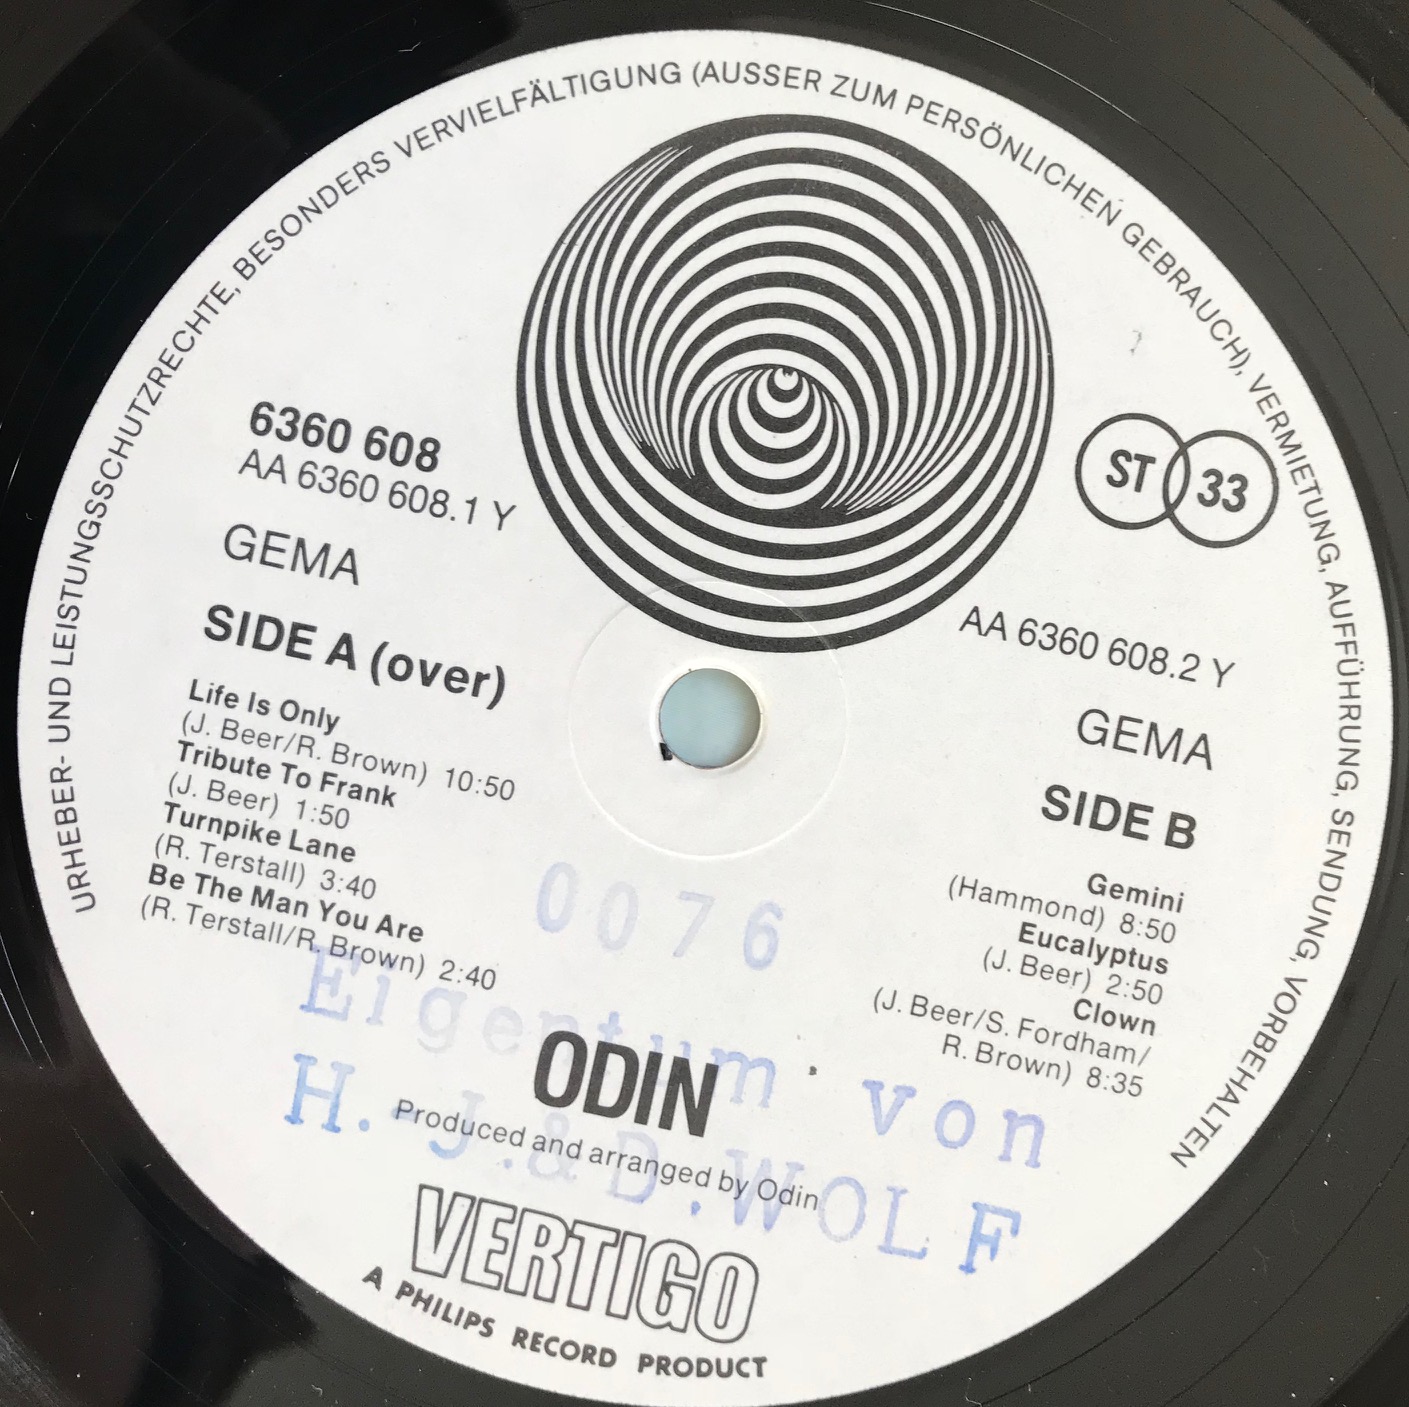 URHEBER- UND LEISTUNGSSCHUTZRECHTE, BESONDERS VERVIELFÄLTIGUNG (AUSSER ZUM PERSÖNLICHEN GEBRAUCH), VERMIETUNG, AUFFÜHRUNG, SENDUNG, VORBEHALTEN
6360 608
AA 6360 608.1 Y
GEMA
SIDE A (over)
Life Is Only
(J. Beer/R. Brown) 10:50
Tribute To Frank
(J. Beer) 1:50
Turnpike Lane
(R. Terstall) 3:40
Be The Man You Are
(R. Terstall/R. Brown) 2:40
ST 33
AA 6360 608.2 Y
GEMA
SIDE B
Gemini
(Hammond) 8:50
Eucalyptus
(J. Beer) 2:50
Clown
(J. Beer/S. Fordham/
R. Brown) 8:35
0076
Eigentum von
H.-J.&D.WOLF
ODIN
Produced and arranged by Odin
VERTIGO
A PHILIPS RECORD PRODUCT